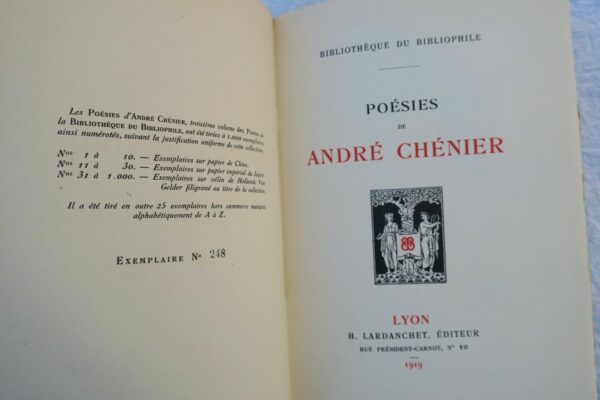 Les POÉSIES d'ANDRÉ CHÉNIER, troisième volume des Poètes de
la BIBLIOTHÈQUE DU BIBLIOPHILE, ont été tirées à 1.000 exemplaires
ainsi numérotés, suivant la justification uniforme de cette collection:
Nos 1 à 10. — Exemplaires sur papier de Chine.
Nos 11 à 30. — Exemplaires sur papier impérial du Japon.
Nos 31 à 1.000. — Exemplaires sur vélin de Hollande Van
Gelder filigrané au titre de la collection.
Il a été tiré en outre 25 exemplaires hors commerce marqués
alphabétiquement de A à Z.
EXEMPLAIRE No 248
BIBLIOTHÈQUE DU BIBLIOPHILE
POÉSIES
DE
ANDRÉ CHÉNIER
LYON
H. LARDANCHET, ÉDITEUR
RUE PRÉSIDENT-CARNOT, No 10
1919